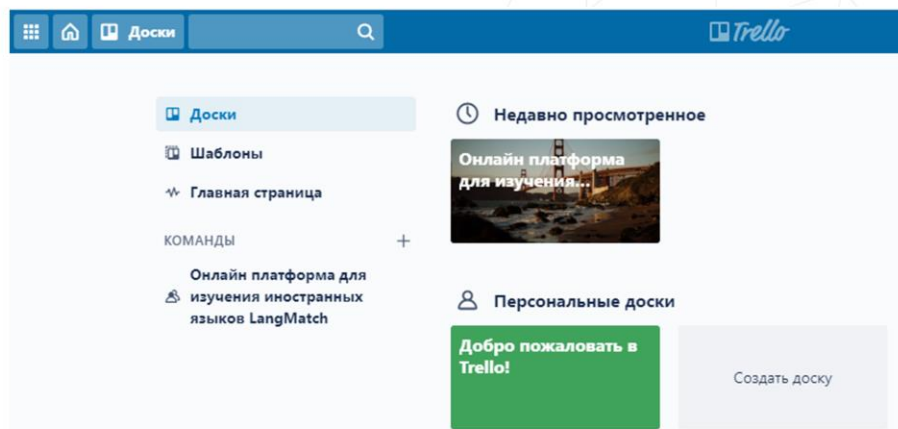 Доски
Trello
Доски
Шаблоны
Главная страница
КОМАНДЫ
Онлайн платформа для
изучения иностранных
языков LangMatch
Недавно просмотренное
Онлайн платформа
для изучения...
Персональные доски
Добро пожаловать в
Trello!
Создать доску